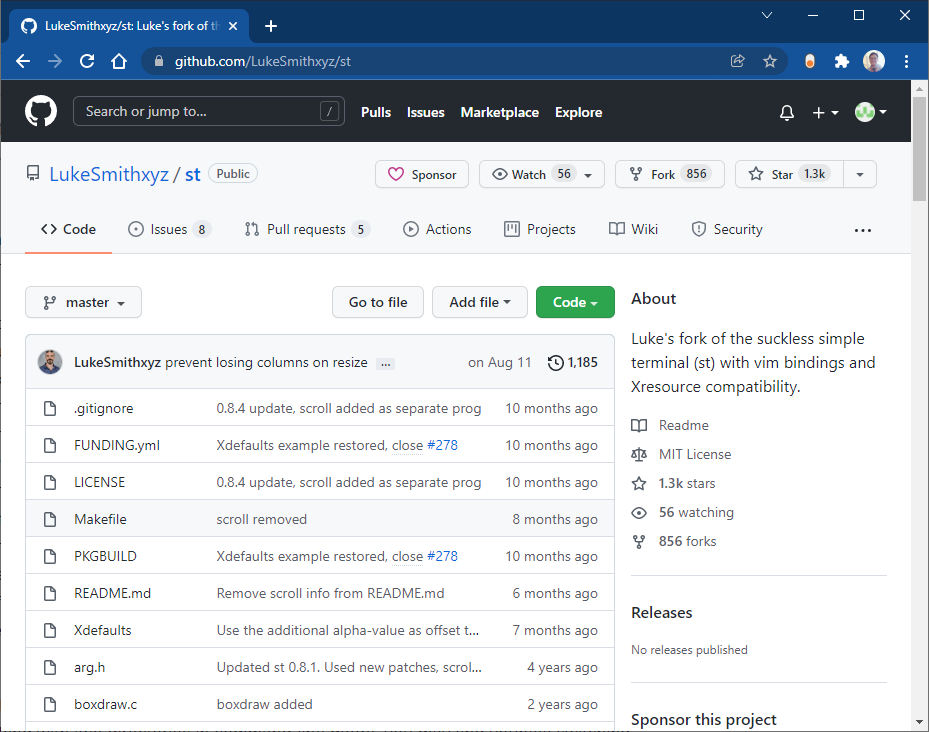 LukeSmithxyz/st: Luke's fork of th
github.com/LukeSmithxyz/st
Search or jump to... /
Pulls Issues Marketplace Explore
LukeSmithxyz / st Public
Sponsor Watch 56 Fork 856 Star 1.3k
Code Issues 8 Pull requests 5 Actions Projects Wiki Security ...
master Go to file Add file Code
LukeSmithxyz prevent losing columns on resize ... on Aug 11 1,185
.gitignore 0.8.4 update, scroll added as separate prog 10 months ago
FUNDING.yml Xdefaults example restored, close #278 10 months ago
LICENSE 0.8.4 update, scroll added as separate prog 10 months ago
Makefile scroll removed 8 months ago
PKGBUILD Xdefaults example restored, close #278 10 months ago
README.md Remove scroll info from README.md 6 months ago
Xdefaults Use the additional alpha-value as offset t... 7 months ago
arg.h Updated st 0.8.1. Used new patches, scrol... 4 years ago
boxdraw.c boxdraw added 2 years ago
About
Luke's fork of the suckless simple
terminal (st) with vim bindings and
Xresource compatibility.
Readme
MIT License
1.3k stars
56 watching
856 forks
Releases
No releases published
Sponsor this project